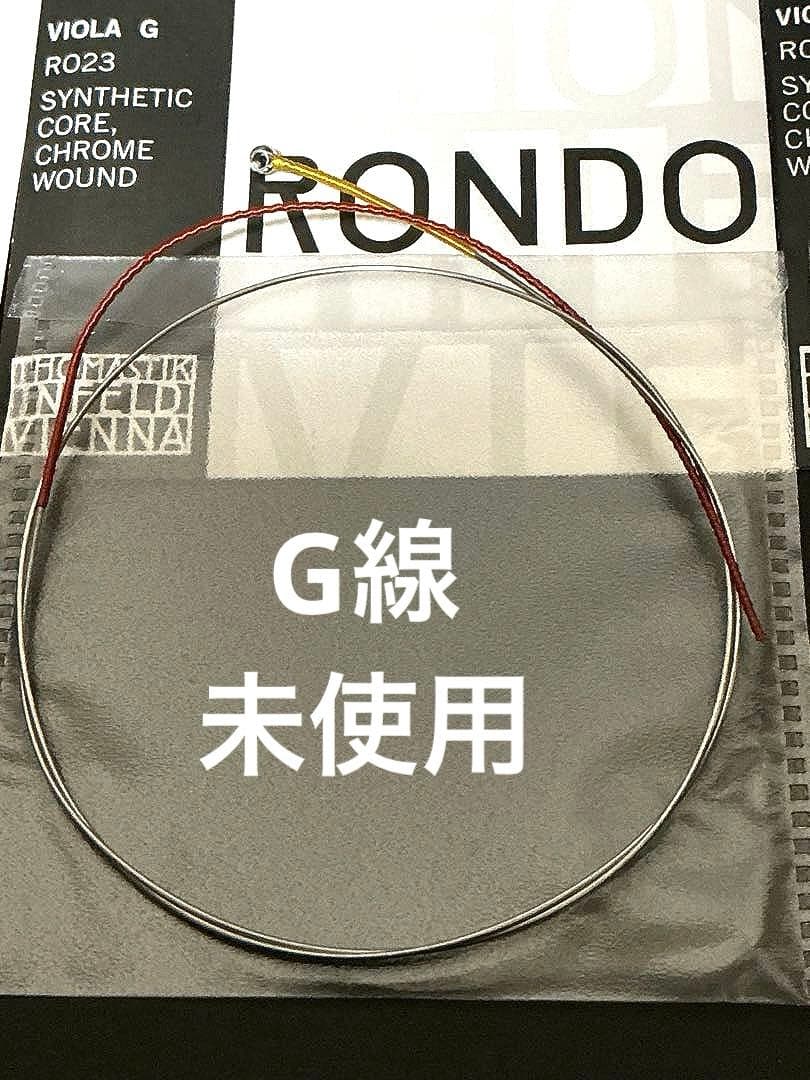 VIOLA G
RO23
SYNTHETIC
CORE,
CHROME
WOUND
RONDO
THOMASTIK
INFELD
VIENNA
G線
未使用